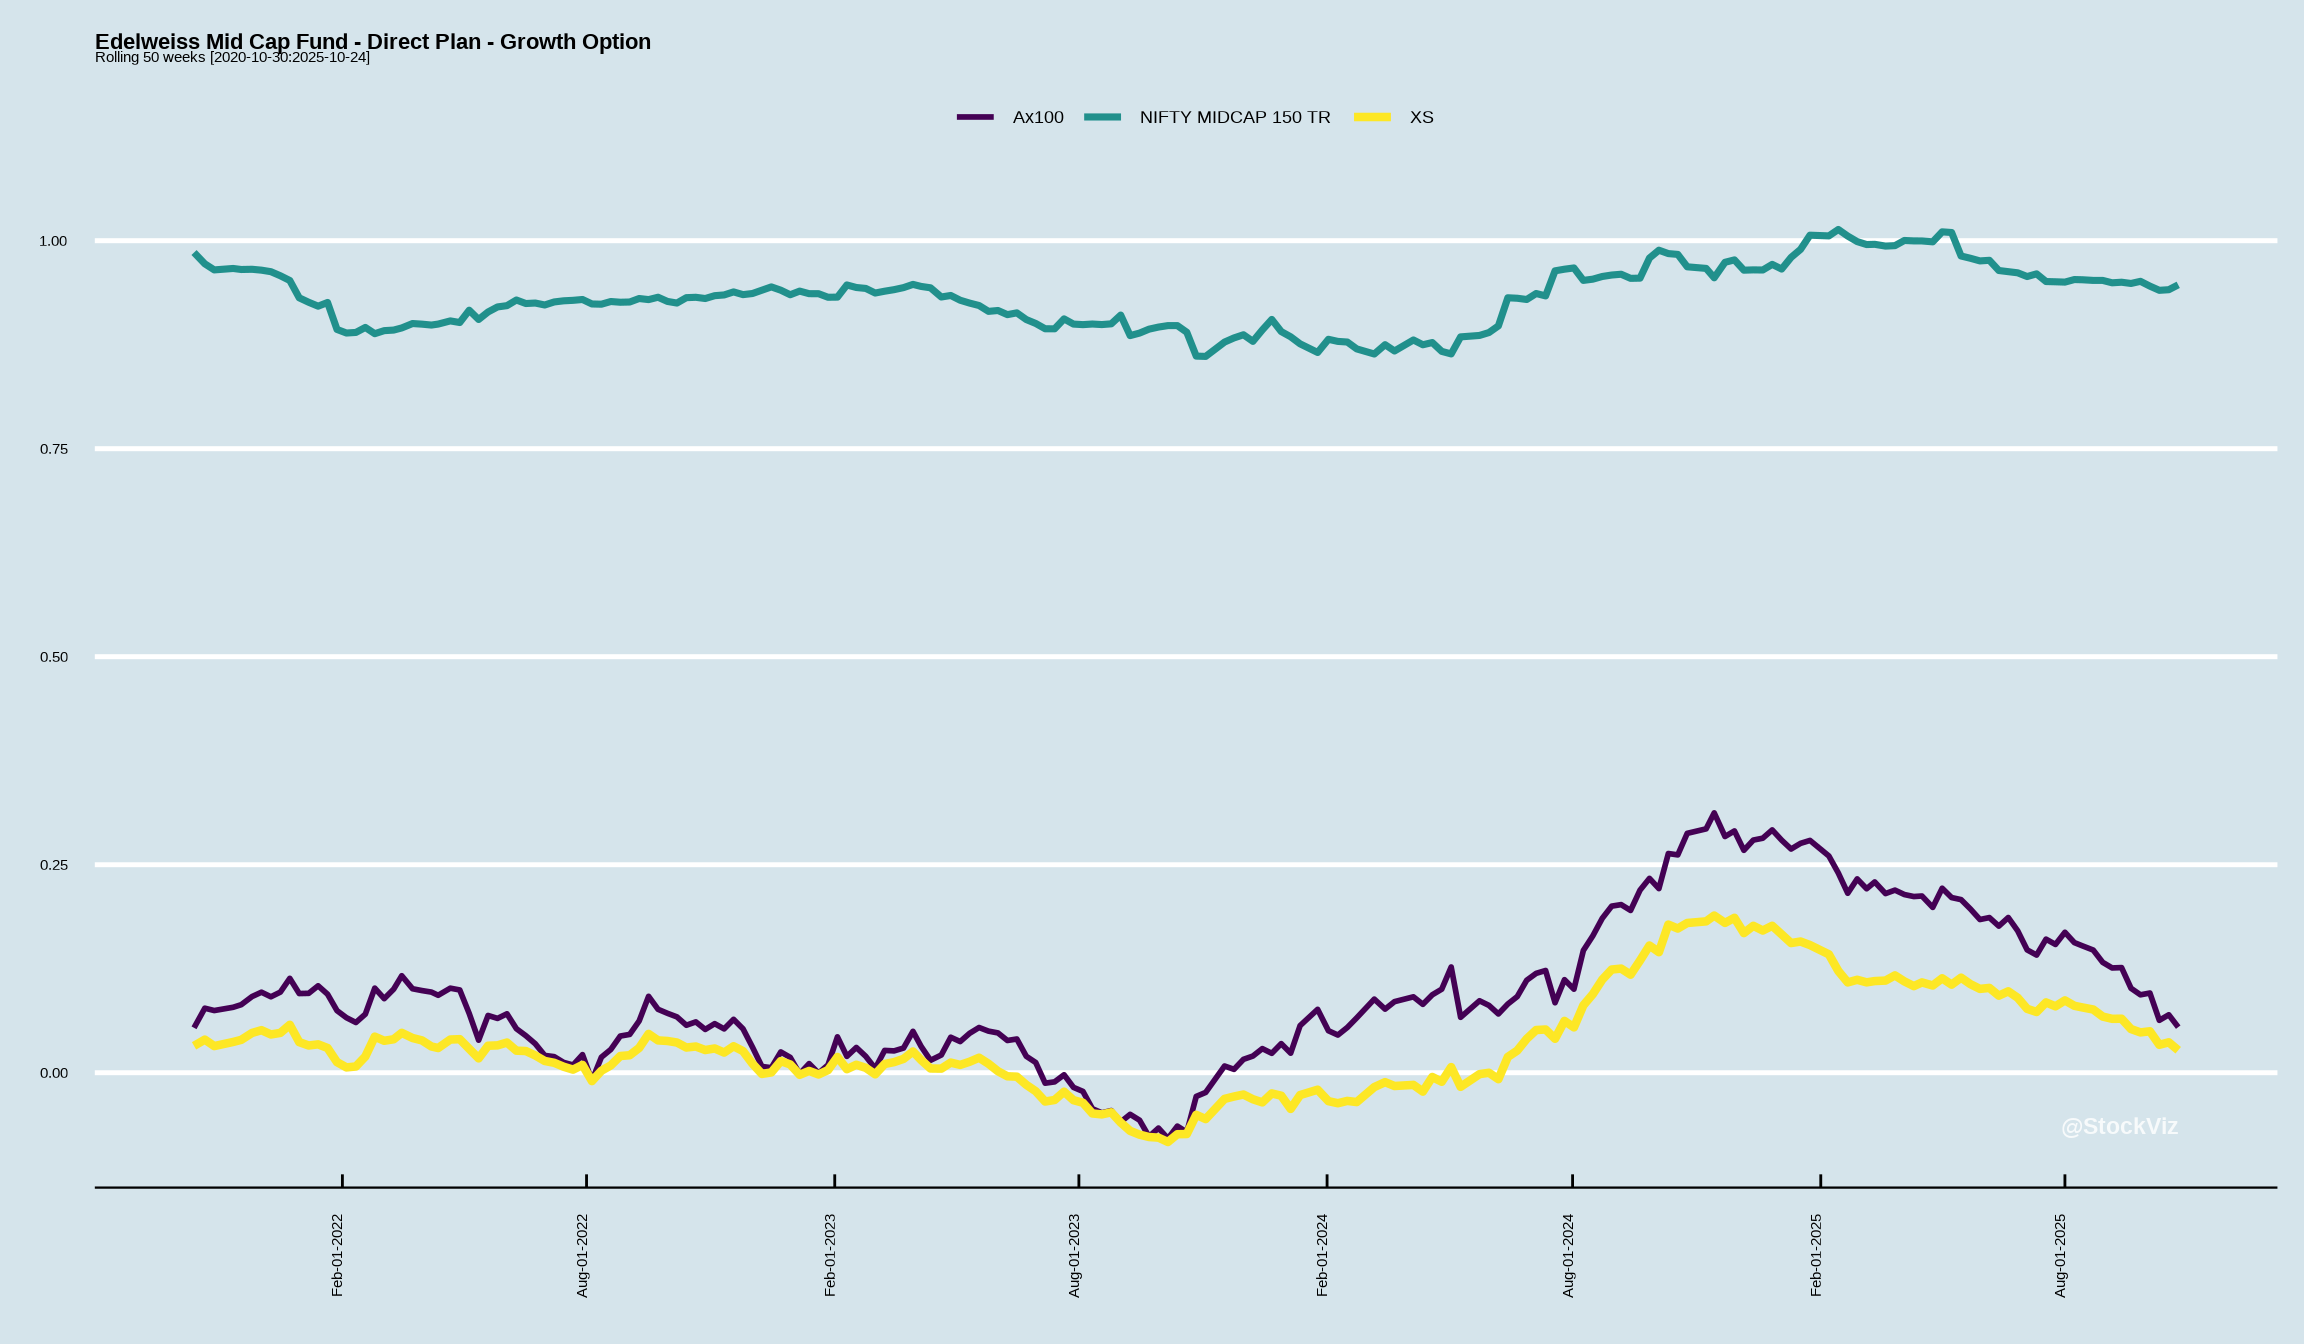 Edelweiss Mid Cap Fund - Direct Plan - Growth Option
Rolling 50 weeks [2020-10-30:2025-10-24]
Ax100 NIFTY MIDCAP 150 TR XS
1.00
0.75
0.50
0.25
0.00
@StockViz
Feb-01-2022
Aug-01-2022
Feb-01-2023
Aug-01-2023
Feb-01-2024
Aug-01-2024
Feb-01-2025
Aug-01-2025